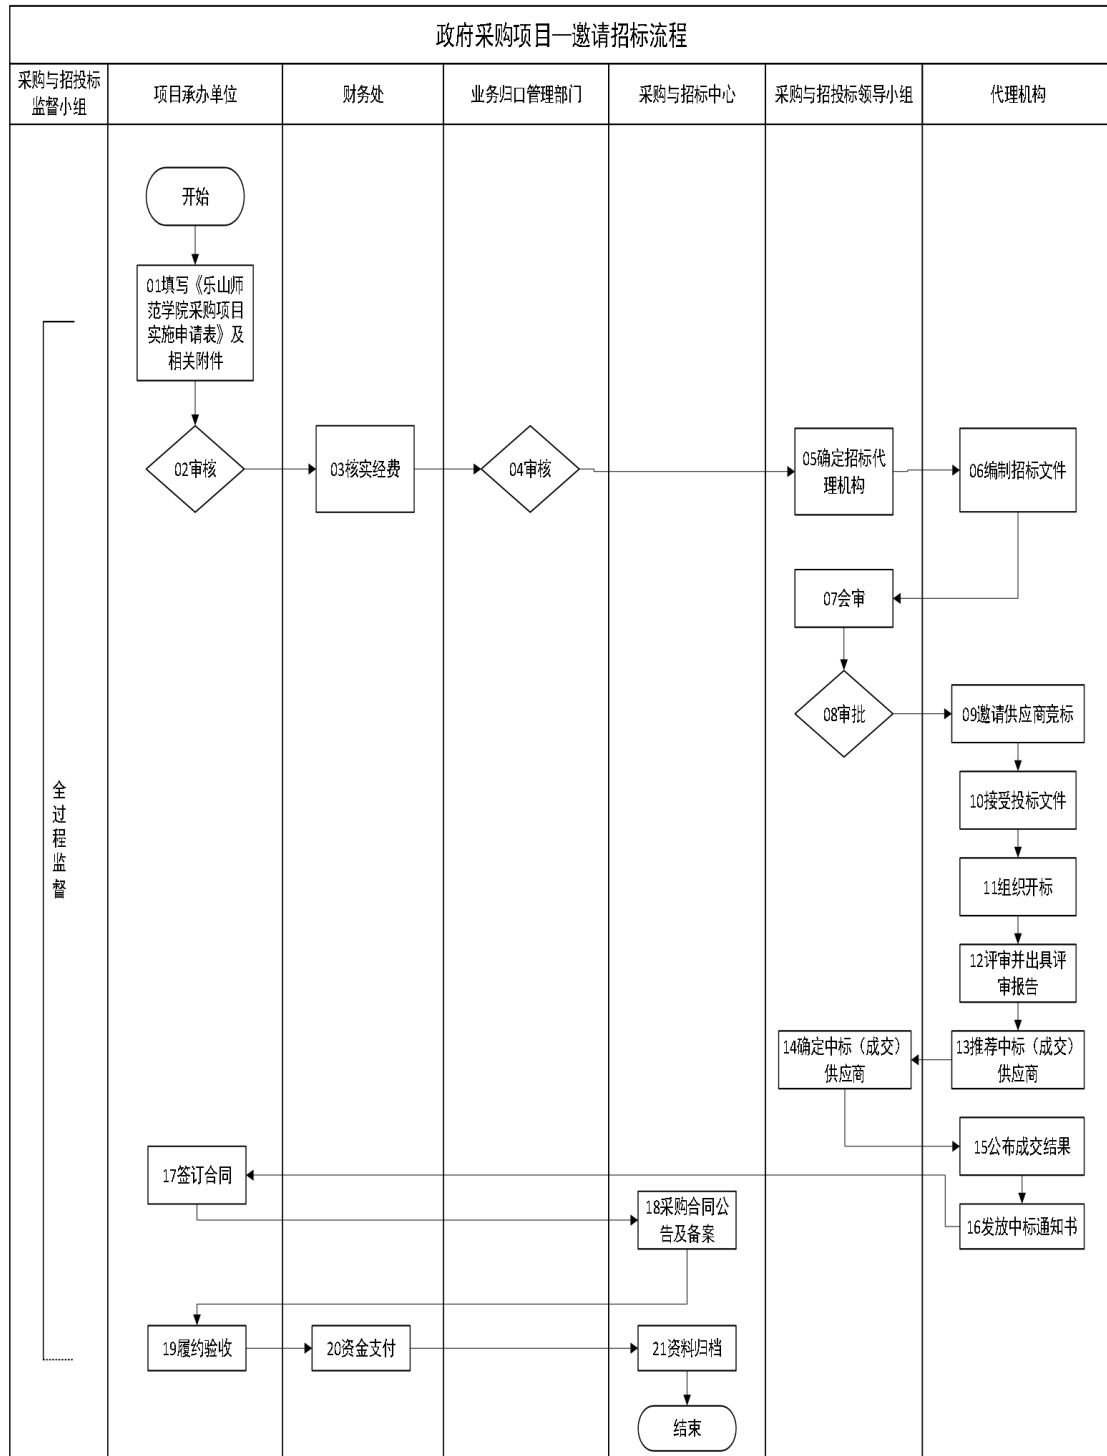 政府采购项目—邀请招标流程
采购与招投标
监督小组
项目承办单位
财务处
业务归口管理部门
采购与招标中心
采购与招投标领导小组
代理机构
开始
01填写《乐山师
范学院采购项目
实施申请表》及
相关附件
02审核
03核实经费
04审核
05确定招标代
理机构
06编制招标文件
07会审
08审批
09邀请供应商竞标
10接受投标文件
11组织开标
12评审并出具评
审报告
13推荐中标（成交）
供应商
14确定中标（成交）
供应商
15公布成交结果
16发放中标通知书
17签订合同
18采购合同公
告及备案
19履约验收
20资金支付
21资料归档
结束
全
过
程
监
督